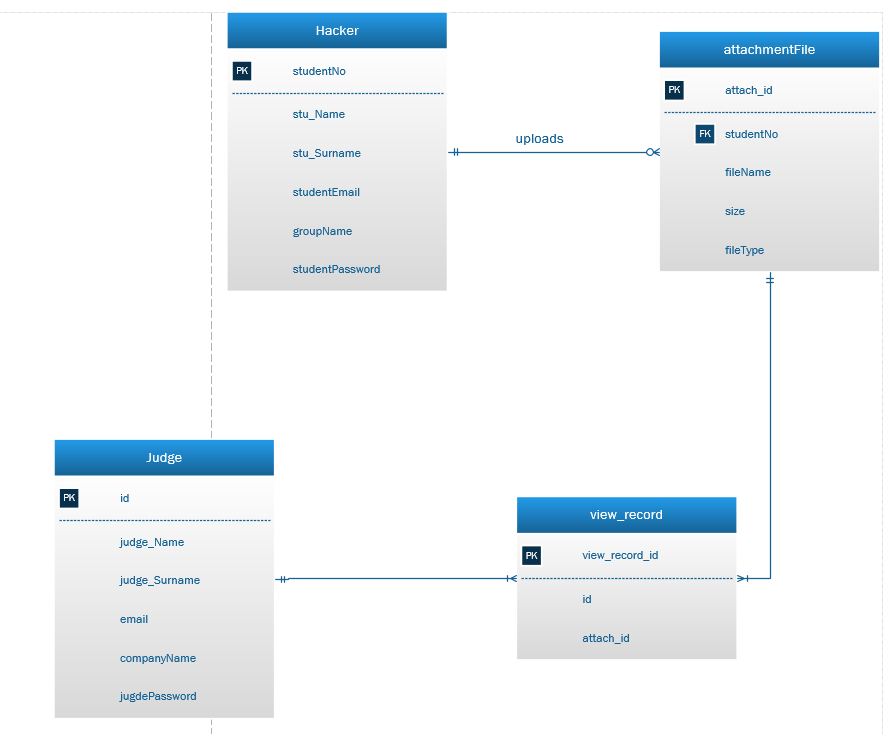 Hacker
PK studentNo
stu_Name
stu_Surname
studentEmail
groupName
studentPassword
uploads
attachmentFile
PK attach_id
FK studentNo
fileName
size
fileType
Judge
PK id
judge_Name
judge_Surname
email
companyName
jugdePassword
view_record
PK view_record_id
id
attach_id